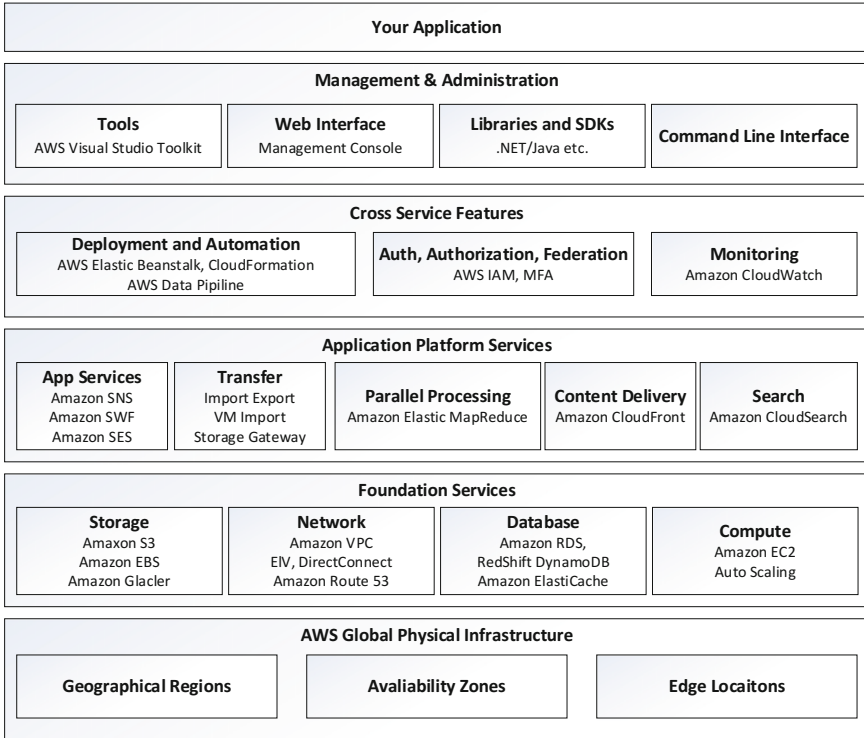 Your Application
Management & Administration
Tools
AWS Visual Studio Toolkit
Web Interface
Management Console
Libraries and SDKs
.NET/Java etc.
Command Line Interface
Cross Service Features
Deployment and Automation
AWS Elastic Beanstalk, CloudFormation
AWS Data Pipiline
Auth, Authorization, Federation
AWS IAM, MFA
Monitoring
Amazon CloudWatch
Application Platform Services
App Services
Amazon SNS
Amazon SWF
Amazon SES
Transfer
Import Export
VM Import
Storage Gateway
Parallel Processing
Amazon Elastic MapReduce
Content Delivery
Amazon CloudFront
Search
Amazon CloudSearch
Foundation Services
Storage
Amaxon S3
Amazon EBS
Amazon Glacler
Network
Amazon VPC
ElV, DirectConnect
Amazon Route 53
Database
Amazon RDS,
RedShift DynamoDB
Amazon ElastiCache
Compute
Amazon EC2
Auto Scaling
AWS Global Physical Infrastructure
Geographical Regions
Avaliability Zones
Edge Locaitons